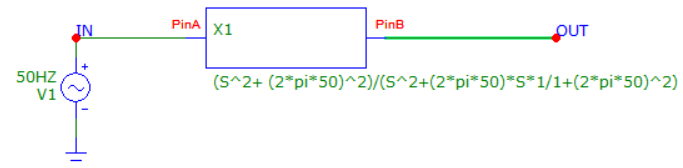 IN
PinA
X1
PinB
OUT
50HZ
V1
+
-
(S^2+ (2*pi*50)^2)/(S^2+(2*pi*50)*S*1/1+(2*pi*50)^2)